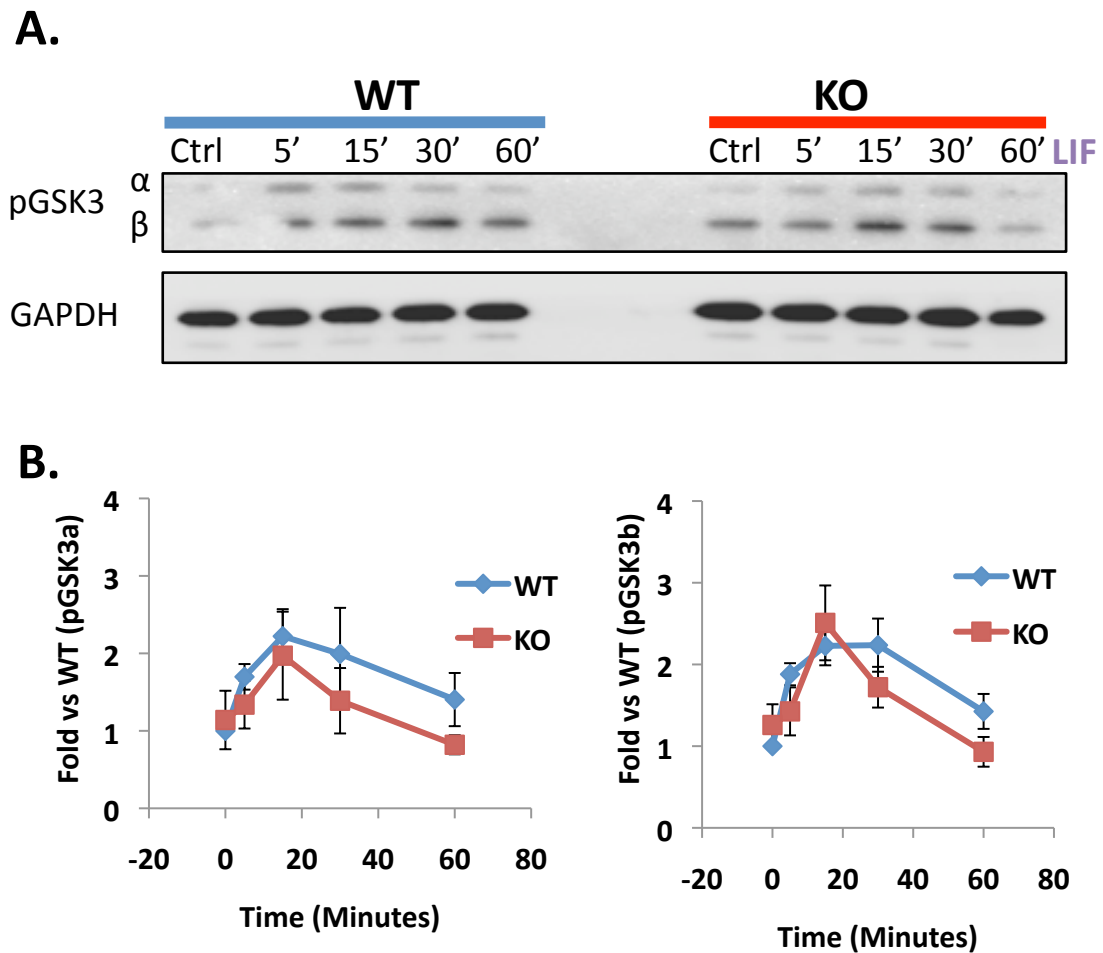 A.
WT KO
Ctrl 5’ 15’ 30’ 60’ Ctrl 5’ 15’ 30’ 60’ LIF
pGSK3 α
β
GAPDH
B.
Fold vs WT (pGSK3a)
4
3
2
1
0
-20 0 20 40 60 80
Time (Minutes)
WT
KO
Fold vs WT (pGSK3b)
4
3
2
1
0
-20 0 20 40 60 80
Time (Minutes)
WT
KO